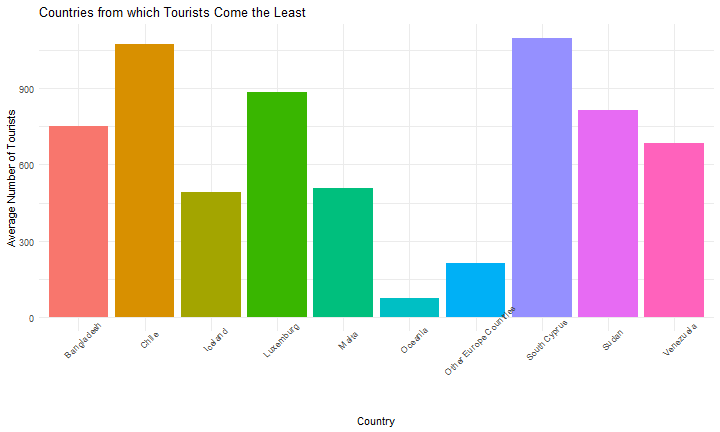 Countries from which Tourists Come the Least
Average Number of Tourists
900
600
300
0
Bangladesh
Chile
Iceland
Luxemburg
Malta
Oceania
Other Europe Countries
South Cyprue
Sudan
Venezuela
Country